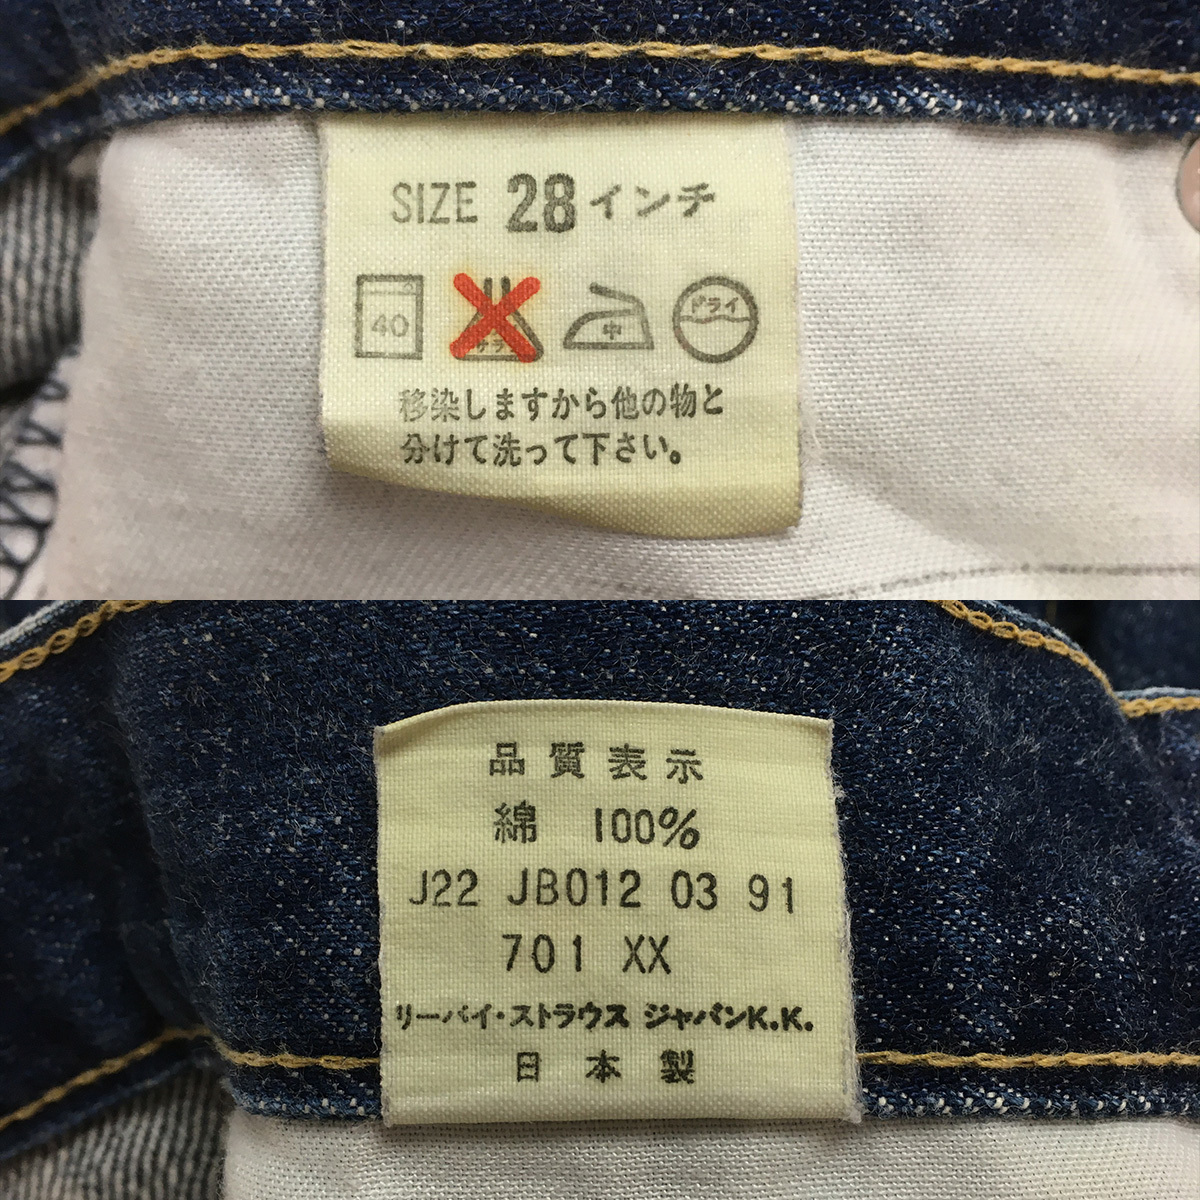 SIZE 28インチ
40 サラシ 中 ドライ
移染しますから他の物と
分けて洗って下さい。
品質表示
綿 100%
J22 JB012 03 91
701 XX
リーバイ・ストラウス ジャパンK.K.
日本製